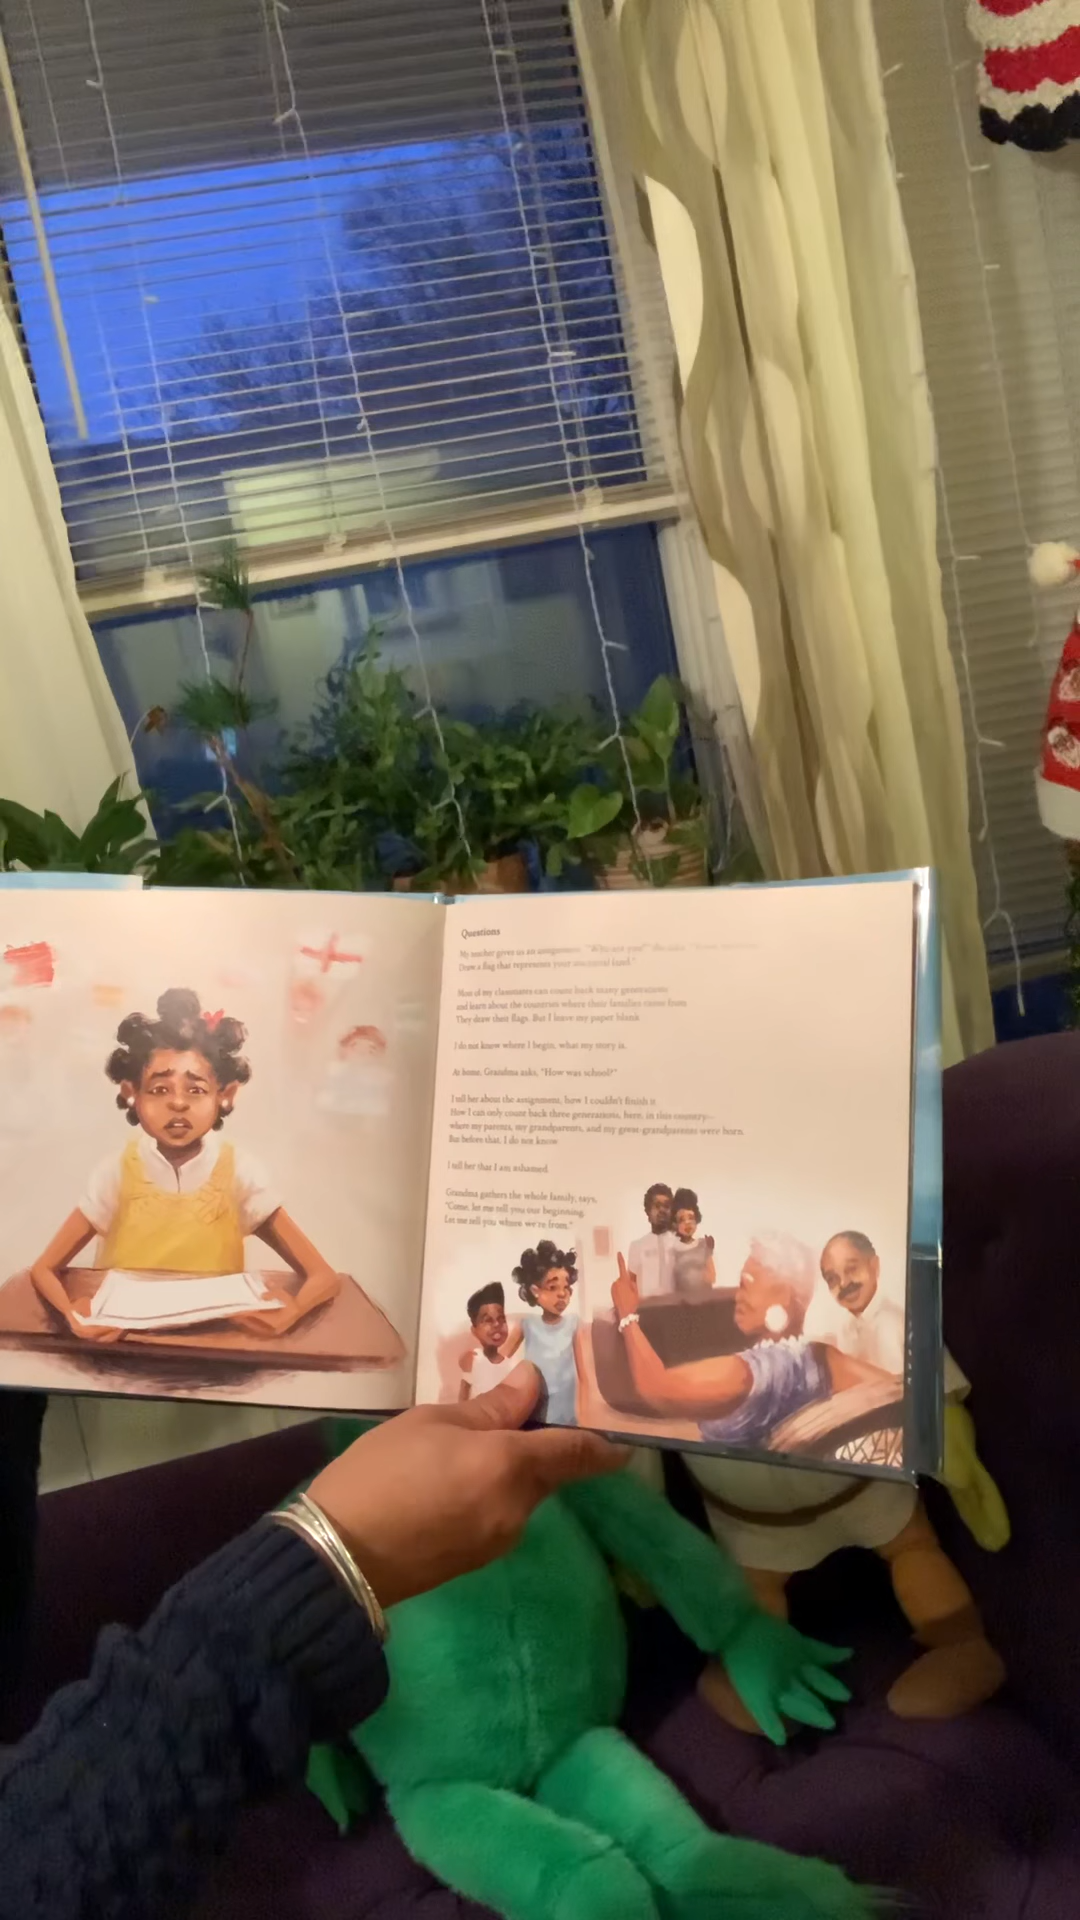 Questions
My teacher gives us an assignment. "Who are you?" she asks.
Draw a flag that represents your ancestral land."
Most of my classmates can count back many generations
and learn about the countries where their families came from.
They draw their flags. But I leave my paper blank.
I do not know where I begin, what my story is.
At home, Grandma asks, "How was school?"
I tell her about the assignment, how I couldn't finish it.
How I can only count back three generations, here, in this country—
where my parents, my grandparents, and my great-grandparents were born.
But before that, I do not know.
I tell her that I am ashamed.
Grandma gathers the whole family, says,
"Come, let me tell you our beginning.
Let me tell you where we're from."